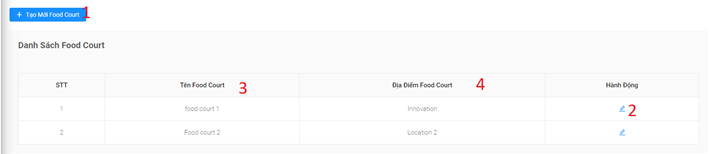 + Tạo Mới Food Court 1
Danh Sách Food Court
STT Tên Food Court 3 Địa Điểm Food Court 4 Hành Động
1 food court 1 Innovation 2
2 Food court 2 Location 2